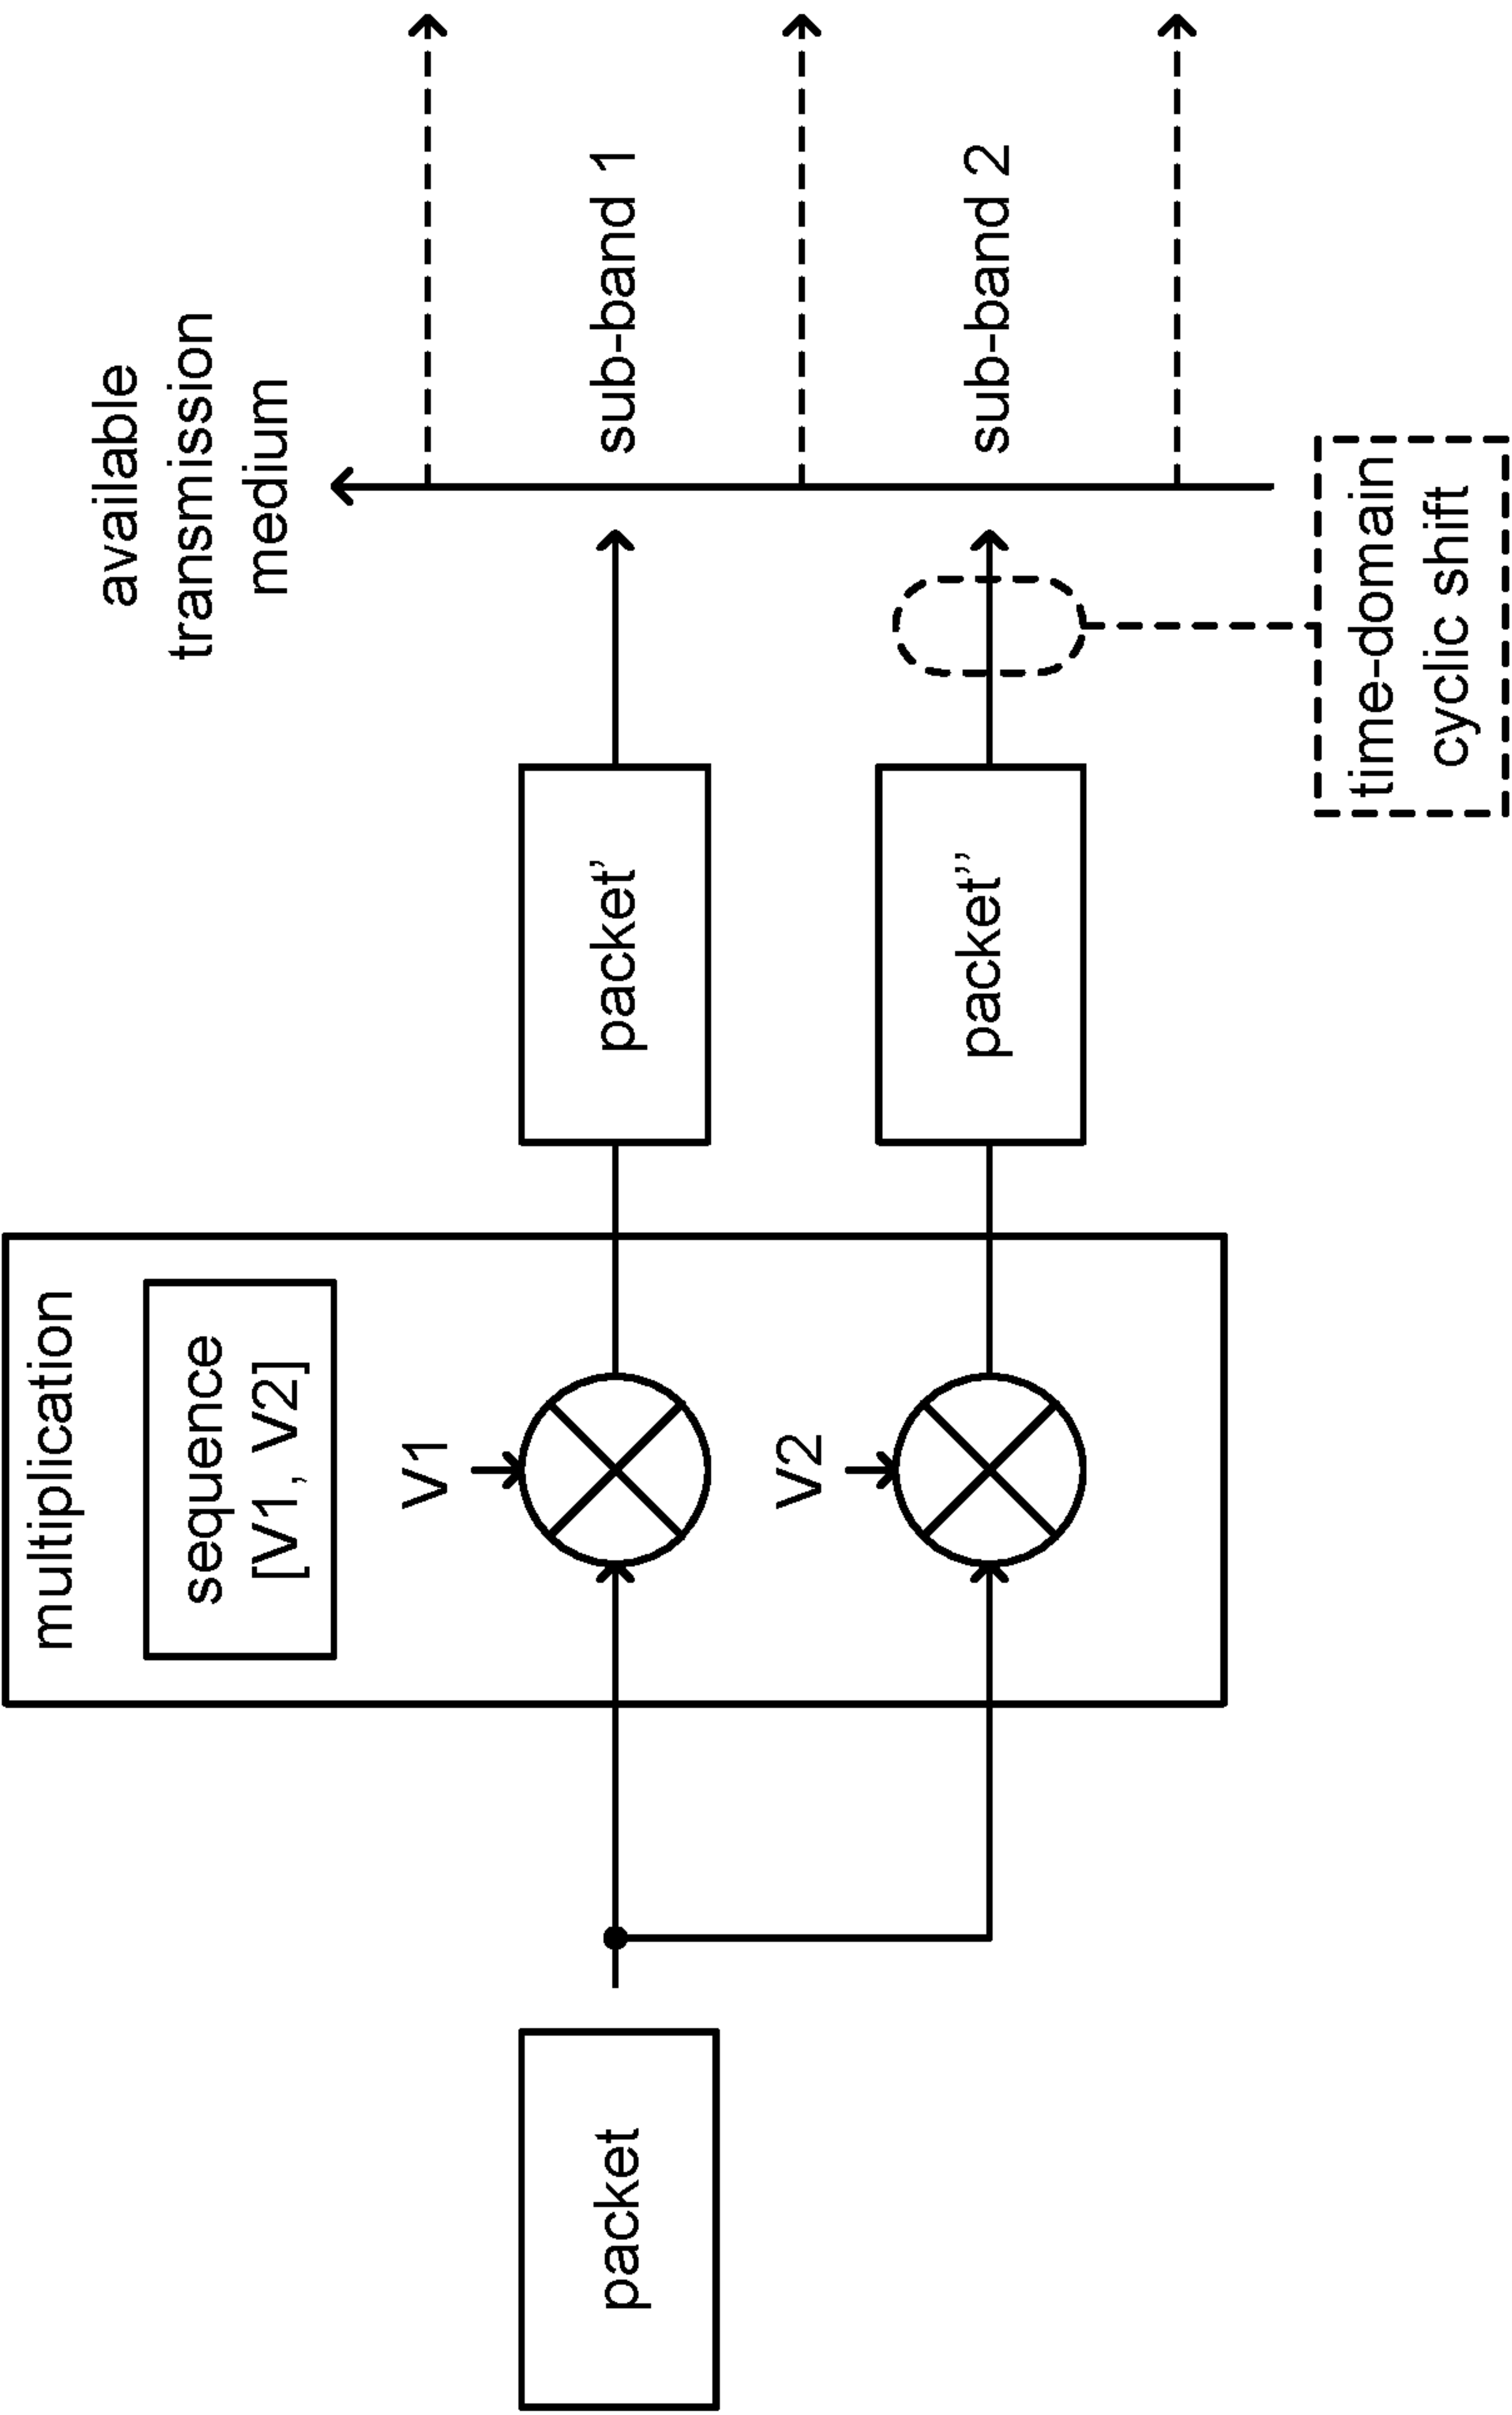 packet
multiplication
sequence
[V1, V2]
V1
V2
packet’
packet’’
available
transmission
medium
sub-band 1
sub-band 2
time-domain
cyclic shift